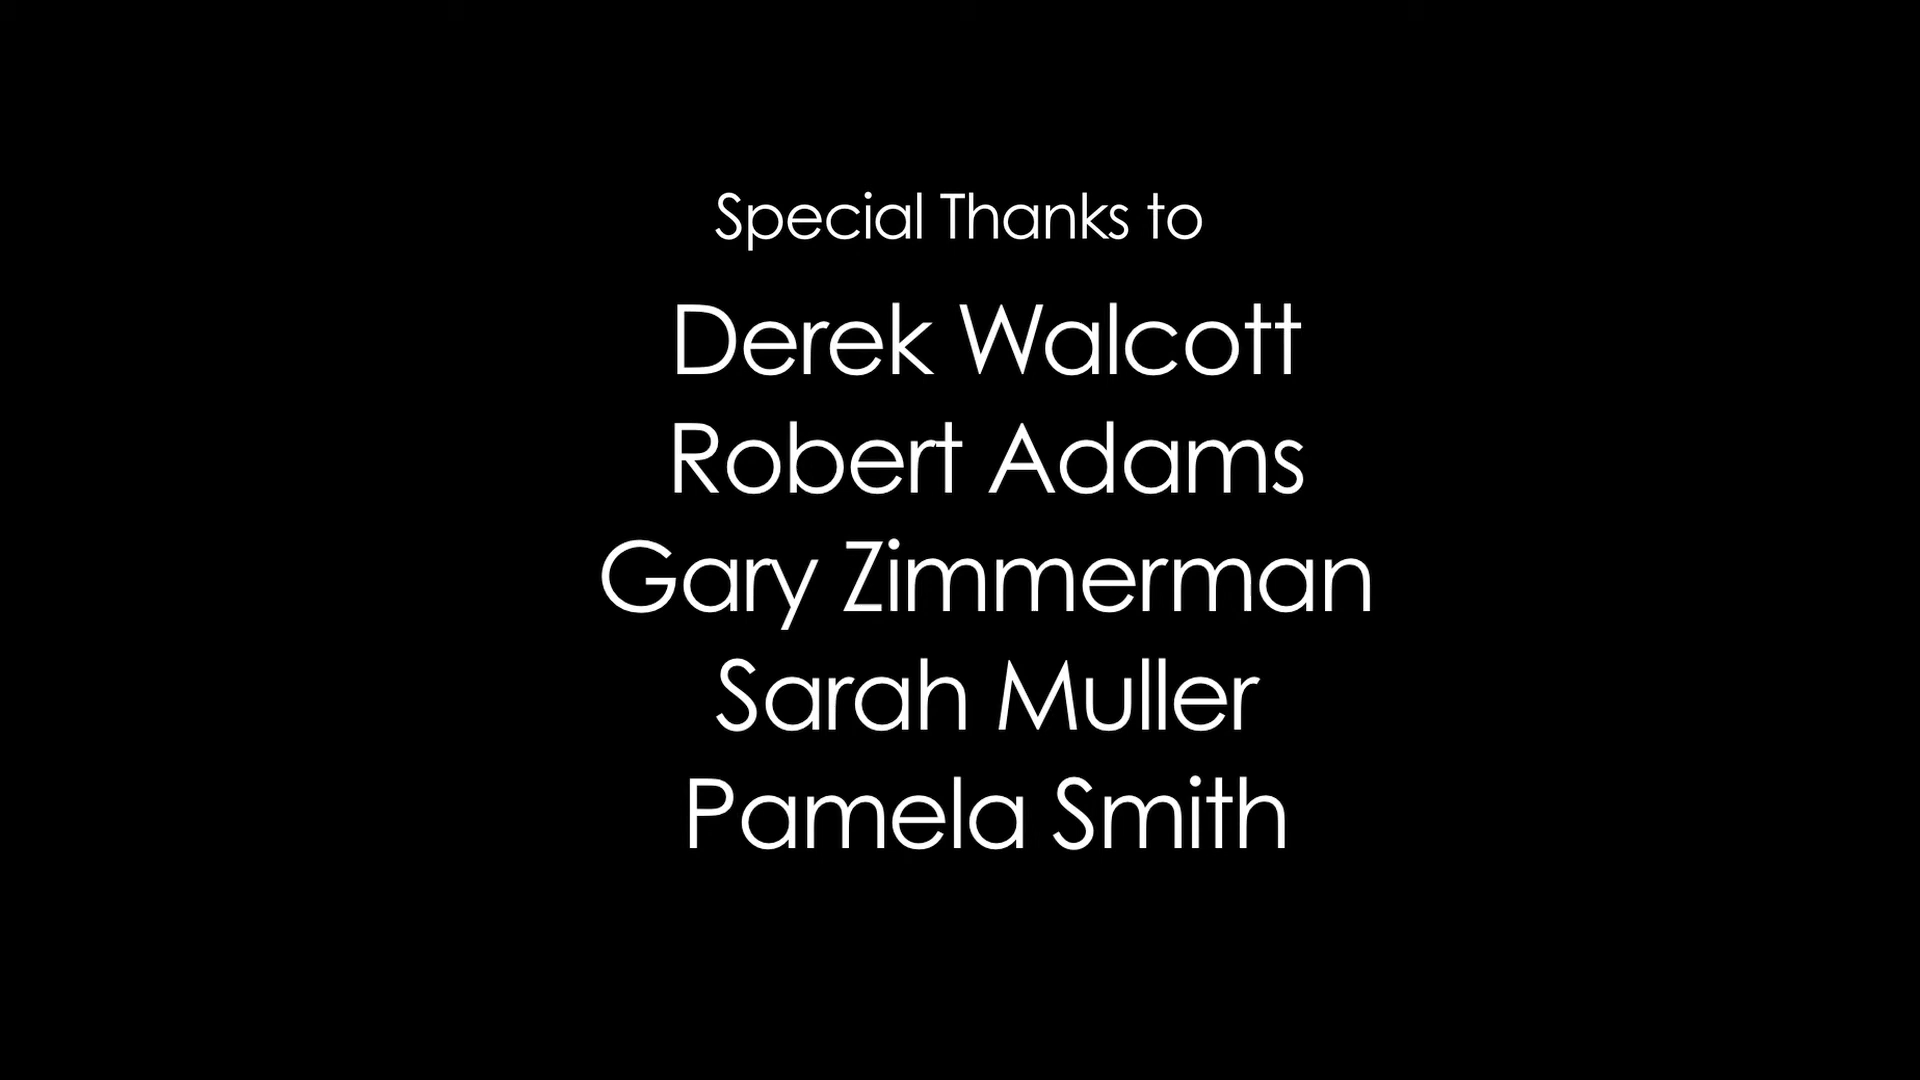 Special Thanks to
Derek Walcott
Robert Adams
Gary Zimmerman
Sarah Muller
Pamela Smith